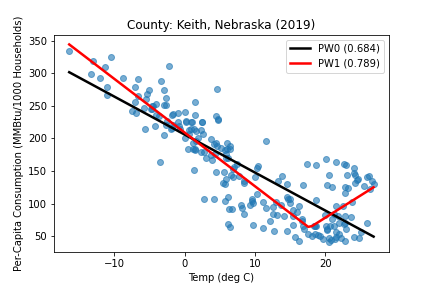 County: Keith, Nebraska (2019)
PW0 (0.684)
PW1 (0.789)
Per-Capita Consumption (MMBtu/1000 Households)
350
300
250
200
150
100
50
−10
0
10
20
Temp (deg C)